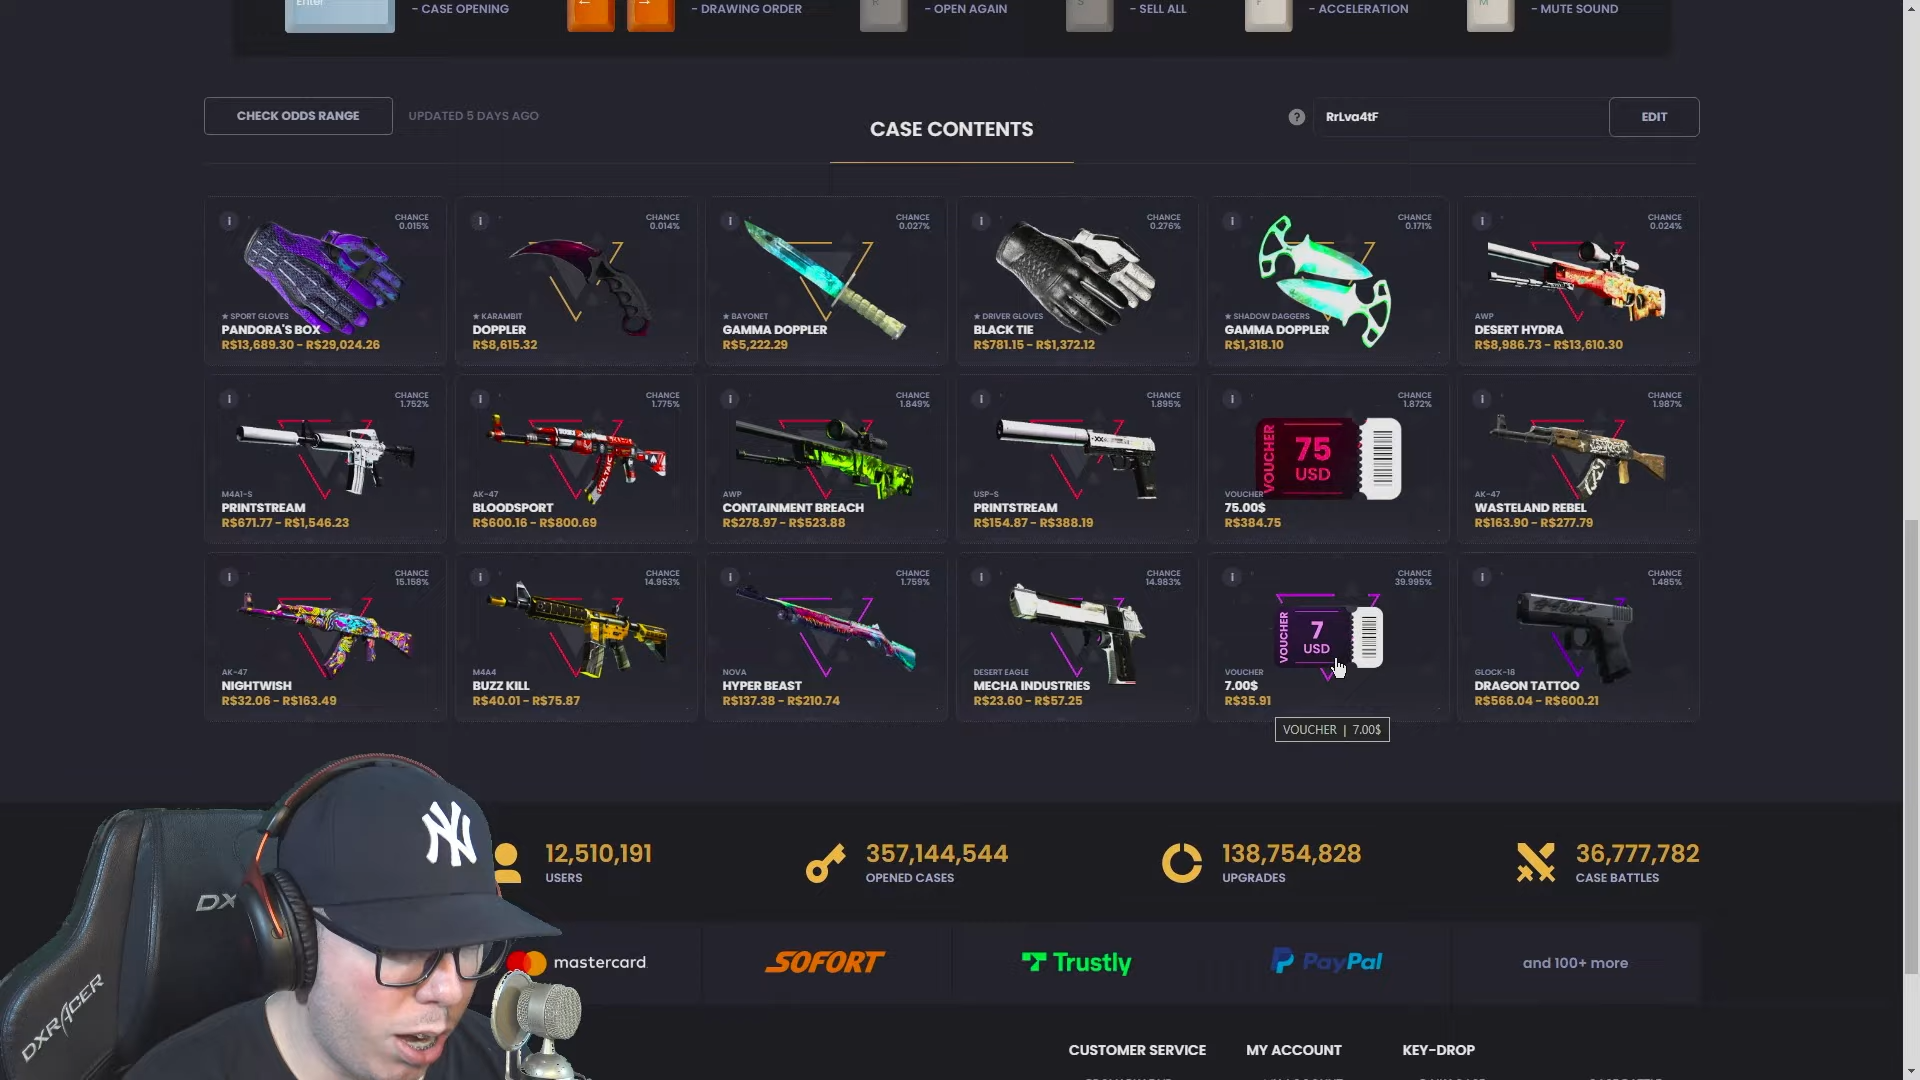 Enter
← →
R S F M
- CASE OPENING
- DRAWING ORDER
- OPEN AGAIN
- SELL ALL
- ACCELERATION
- MUTE SOUND
CHECK ODDS RANGE
UPDATED 5 DAYS AGO
CASE CONTENTS
?
RrLva4tF
EDIT
CHANCE
0.015%
★ SPORT GLOVES
PANDORA'S BOX
R$13,689.30 - R$29,024.26
CHANCE
0.014%
★ KARAMBIT
DOPPLER
R$8,615.32
CHANCE
0.027%
★ BAYONET
GAMMA DOPPLER
R$5,222.29
CHANCE
0.276%
★ DRIVER GLOVES
BLACK TIE
R$781.15 - R$1,372.12
CHANCE
0.171%
★ SHADOW DAGGERS
GAMMA DOPPLER
R$1,318.10
CHANCE
0.024%
AWP
DESERT HYDRA
R$8,986.73 - R$13,610.30
CHANCE
1.752%
M4A1-S
PRINTSTREAM
R$671.77 - R$1,546.23
CHANCE
1.775%
VOLTAIC
AK-47
BLOODSPORT
R$600.16 - R$800.69
CHANCE
1.849%
AWP
CONTAINMENT BREACH
R$278.97 - R$523.88
CHANCE
1.895%
USP-S
PRINTSTREAM
R$154.87 - R$388.19
CHANCE
1.872%
VOUCHER
75
USD
VOUCHER
75.00$
R$384.75
CHANCE
1.987%
AK-47
WASTELAND REBEL
R$163.90 - R$277.79
CHANCE
15.158%
AK-47
NIGHTWISH
R$32.06 - R$163.49
CHANCE
14.963%
M4A4
BUZZ KILL
R$40.01 - R$75.87
CHANCE
1.759%
NOVA
HYPER BEAST
R$137.38 - R$210.74
CHANCE
14.983%
DESERT EAGLE
MECHA INDUSTRIES
R$23.60 - R$57.25
CHANCE
39.995%
VOUCHER
7
USD
VOUCHER
7.00$
R$35.91
CHANCE
1.485%
GLOCK-18
DRAGON TATTOO
R$566.04 - R$600.21
VOUCHER | 7.00$
12,510,191
USERS
357,144,544
OPENED CASES
138,754,828
UPGRADES
36,777,782
CASE BATTLES
NY
DX
DXRACER
mastercard.
SOFORT
Trustly
PayPal
and 100+ more
CUSTOMER SERVICE
MY ACCOUNT
KEY-DROP